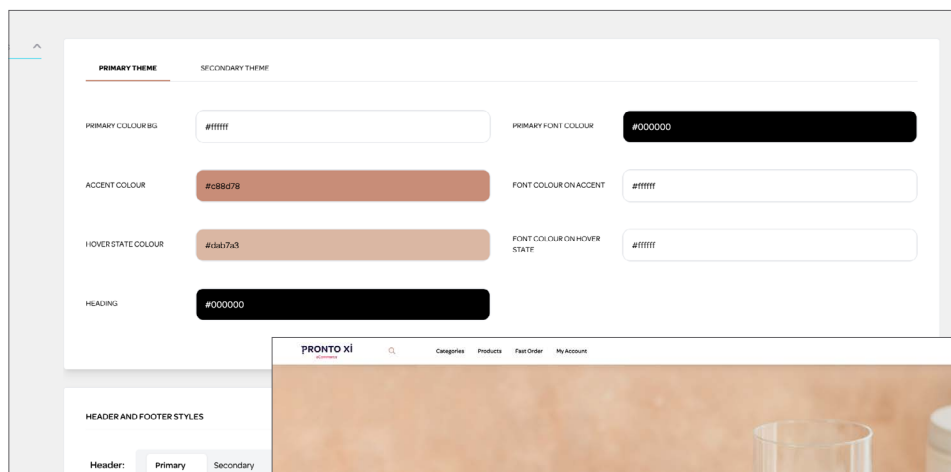 PRIMARY THEME SECONDARY THEME
PRIMARY COLOUR BG #ffffff PRIMARY FONT COLOUR #000000
ACCENT COLOUR #c88d78 FONT COLOUR ON ACCENT #ffffff
HOVER STATE COLOUR #dab7a3 FONT COLOUR ON HOVER
STATE #ffffff
HEADING #000000
PRONTO Xi Categories Products Fast Order My Account
eCommerce
HEADER AND FOOTER STYLES
Header: Primary Secondary